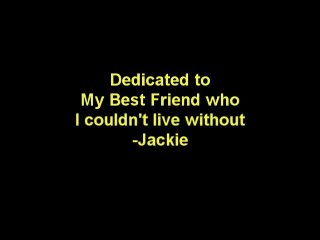 Dedicated to
My Best Friend who
I couldn't live without
-Jackie